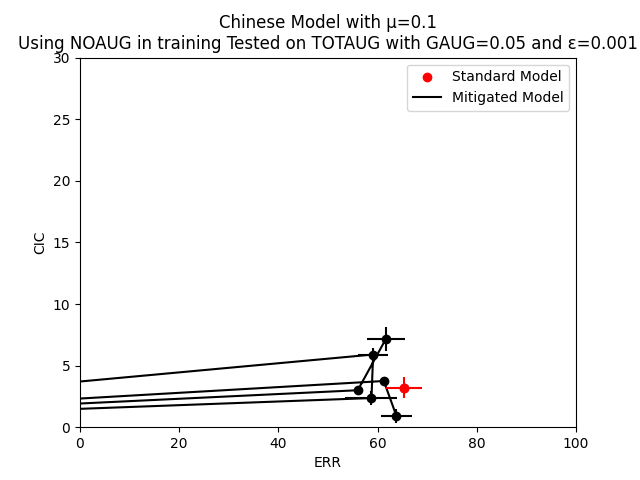 Chinese Model with μ=0.1
Using NOAUG in training Tested on TOTAUG with GAUG=0.05 and ε=0.001
Standard Model
Mitigated Model
30
25
20
15
10
5
0
CIC
0 20 40 60 80 100
ERR